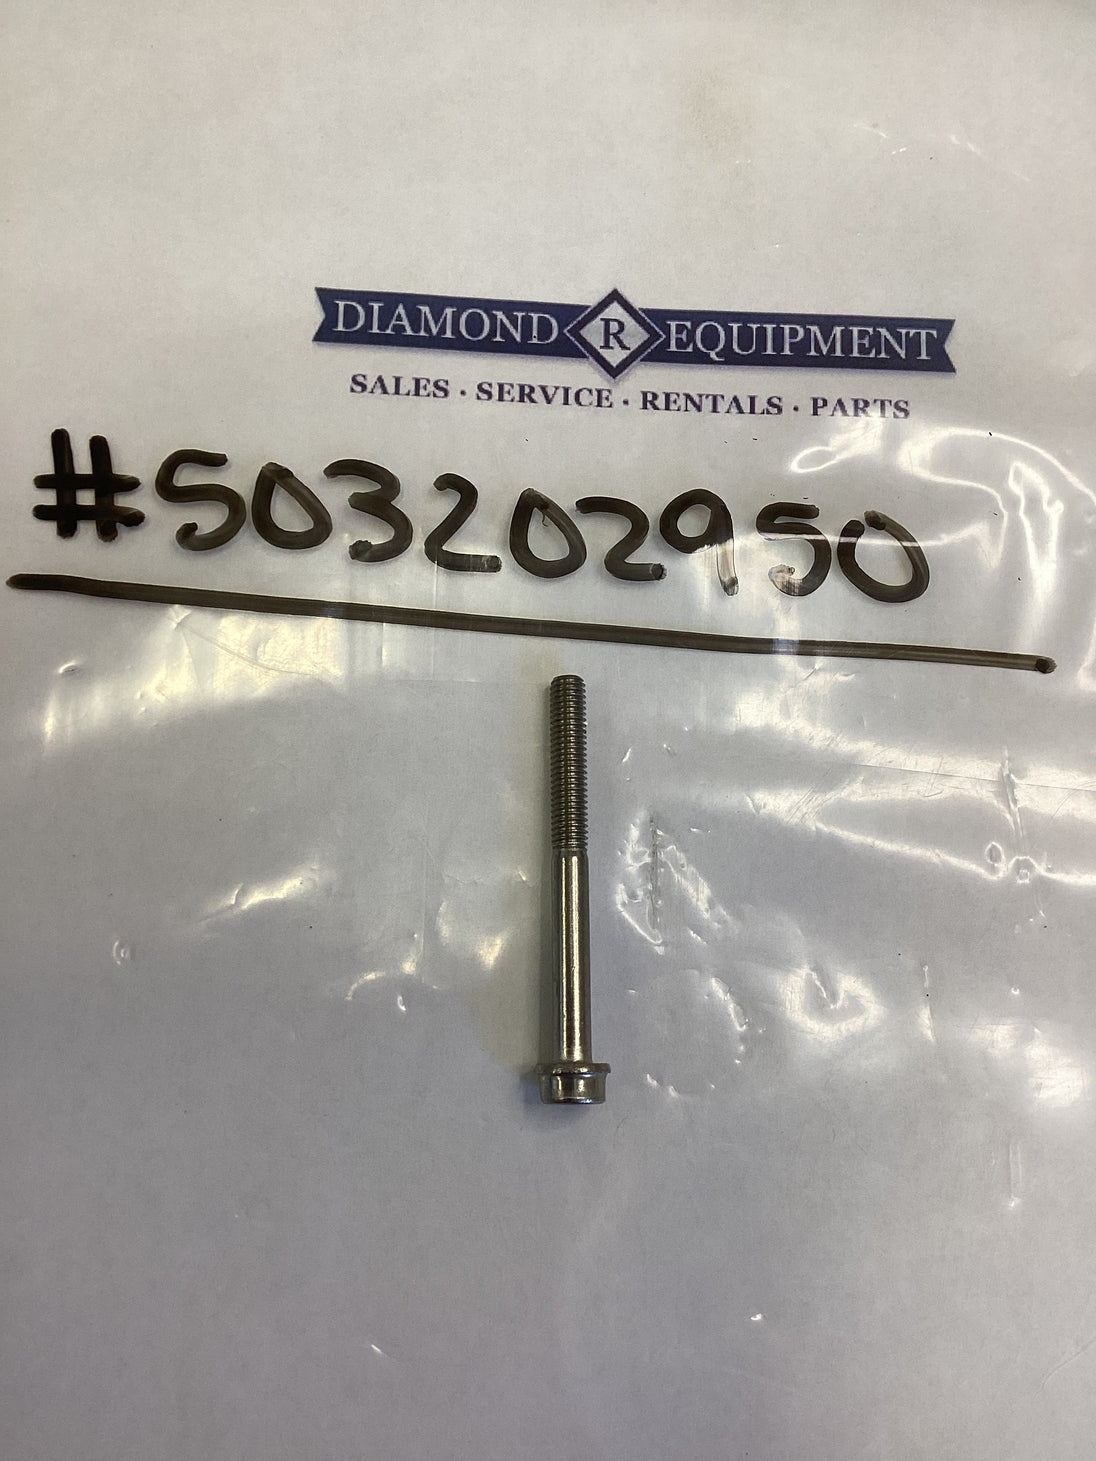 DIAMOND R EQUIPMENT
SALES · SERVICE · RENTALS · PARTS
#503202950